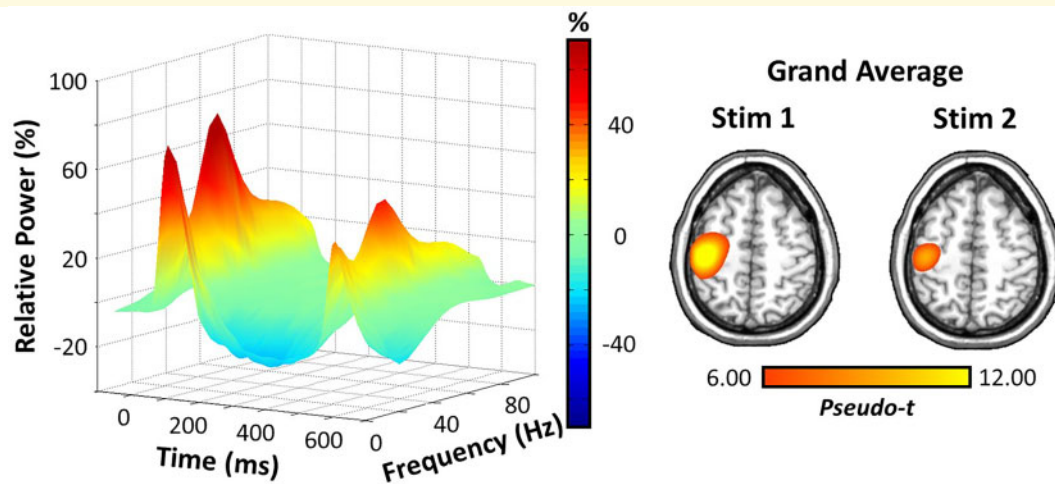 %
100
60
20
-20
Relative Power (%)
0
200
400
600
Time (ms)
0
40
80
Frequency (Hz)
40
0
-40
Grand Average
Stim 1
Stim 2
6.00
12.00
Pseudo-t